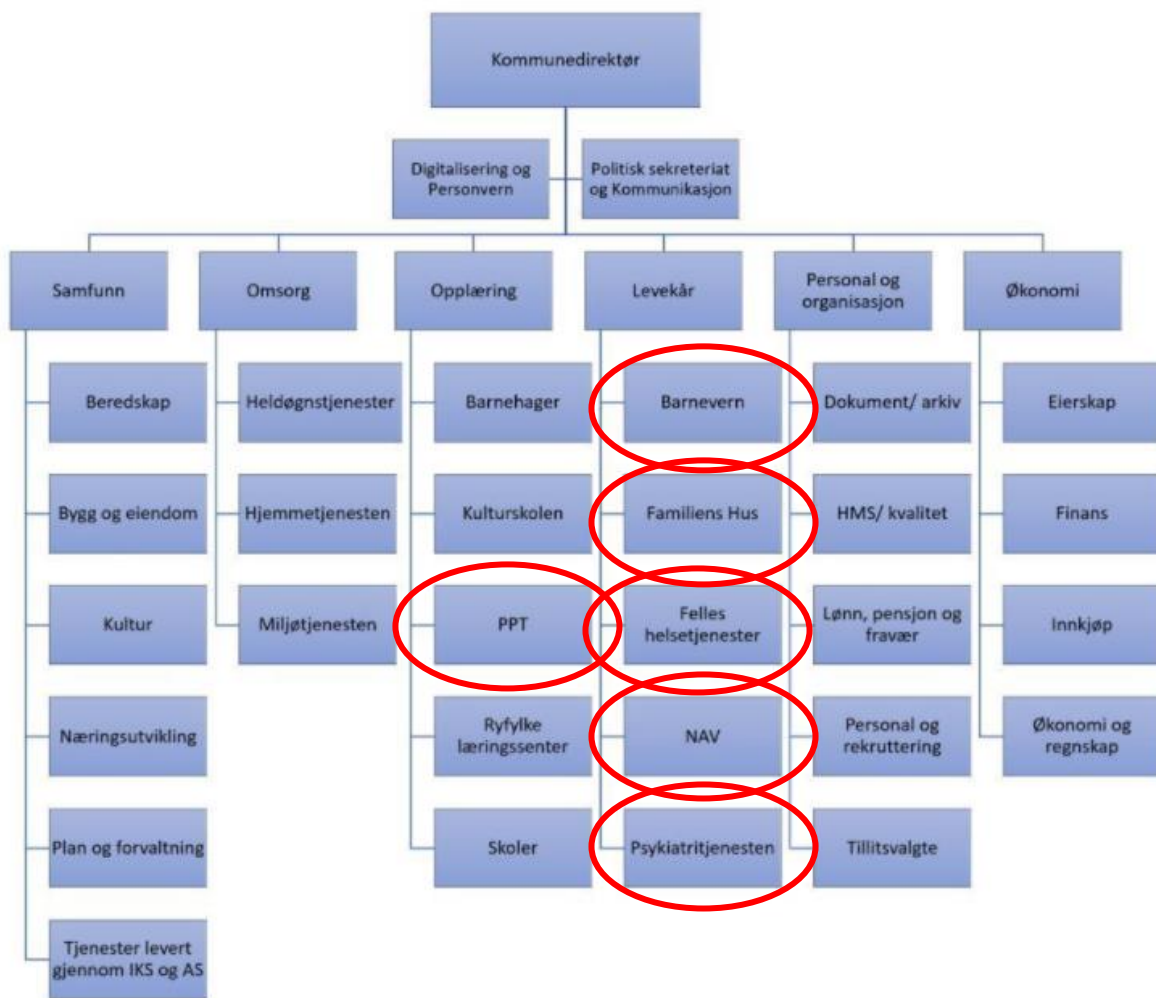 Kommunedirektør
Digitalisering og
Personvern
Politisk sekreteriat
og Kommunikasjon
Samfunn
Omsorg
Opplæring
Levekår
Personal og
organisasjon
Økonomi
Beredskap
Heldøgnstjenester
Barnehager
Barnevern
Dokument/ arkiv
Eierskap
Bygg og eiendom
Hjemmetjenesten
Kulturskolen
Familiens Hus
HMS/ kvalitet
Finans
Kultur
Miljøtjenesten
PPT
Felles
helsetjenester
Lønn, pensjon og
fravær
Innkjøp
Næringsutvikling
Ryfylke
læringssenter
NAV
Personal og
rekruttering
Økonomi og
regnskap
Plan og forvaltning
Skoler
Psykiatritjenesten
Tillitsvalgte
Tjenester levert
gjennom IKS og AS